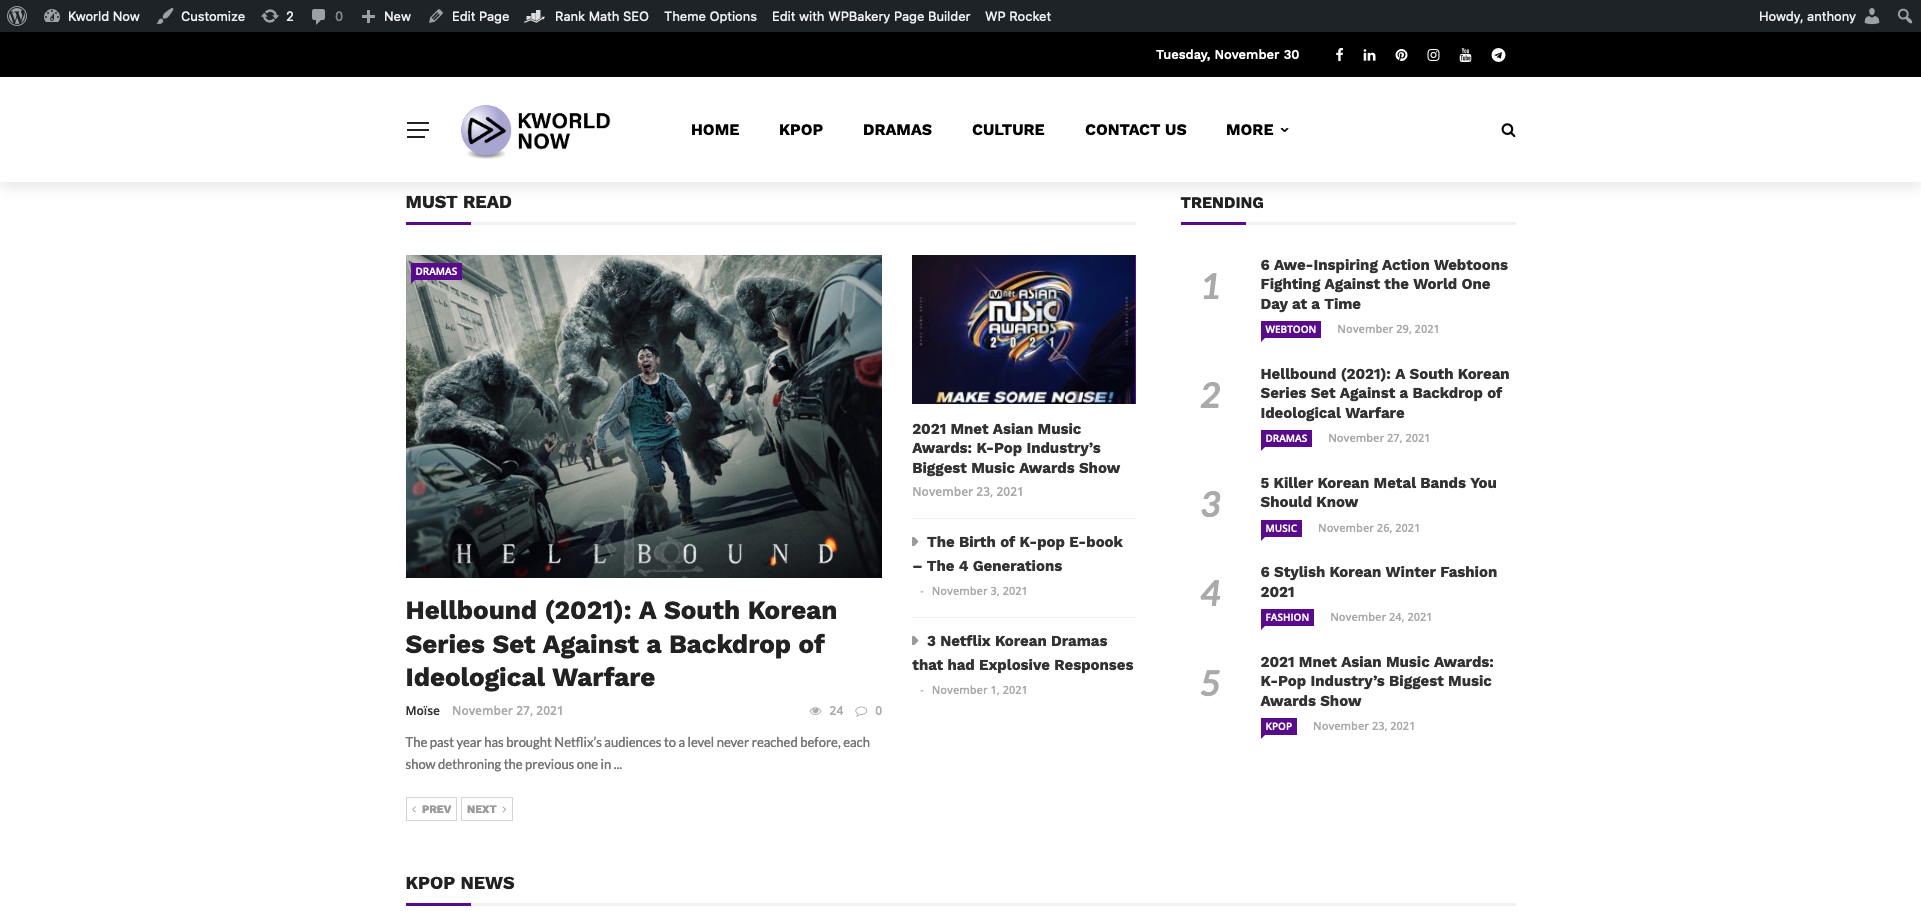 Kworld Now
Customize
2
0
New
Edit Page
Rank Math SEO
Theme Options
Edit with WPBakery Page Builder
WP Rocket
Howdy, anthony
Tuesday, November 30
KWORLD
NOW
HOME
KPOP
DRAMAS
CULTURE
CONTACT US
MORE
MUST READ
DRAMAS
HELLBOUND
Hellbound (2021): A South Korean
Series Set Against a Backdrop of
Ideological Warfare
Moïse November 27, 2021 24 0
The past year has brought Netflix's audiences to a level never reached before, each
show dethroning the previous one in ...
PREV
NEXT
Mnet ASIAN
MUSIC
AWARDS
2021
MAKE SOME NOISE!
2021 Mnet Asian Music
Awards: K-Pop Industry's
Biggest Music Awards Show
November 23, 2021
The Birth of K-pop E-book
– The 4 Generations
- November 3, 2021
3 Netflix Korean Dramas
that had Explosive Responses
- November 1, 2021
TRENDING
1
6 Awe-Inspiring Action Webtoons
Fighting Against the World One
Day at a Time
WEBTOON November 29, 2021
2
Hellbound (2021): A South Korean
Series Set Against a Backdrop of
Ideological Warfare
DRAMAS November 27, 2021
3
5 Killer Korean Metal Bands You
Should Know
MUSIC November 26, 2021
4
6 Stylish Korean Winter Fashion
2021
FASHION November 24, 2021
5
2021 Mnet Asian Music Awards:
K-Pop Industry's Biggest Music
Awards Show
KPOP November 23, 2021
KPOP NEWS